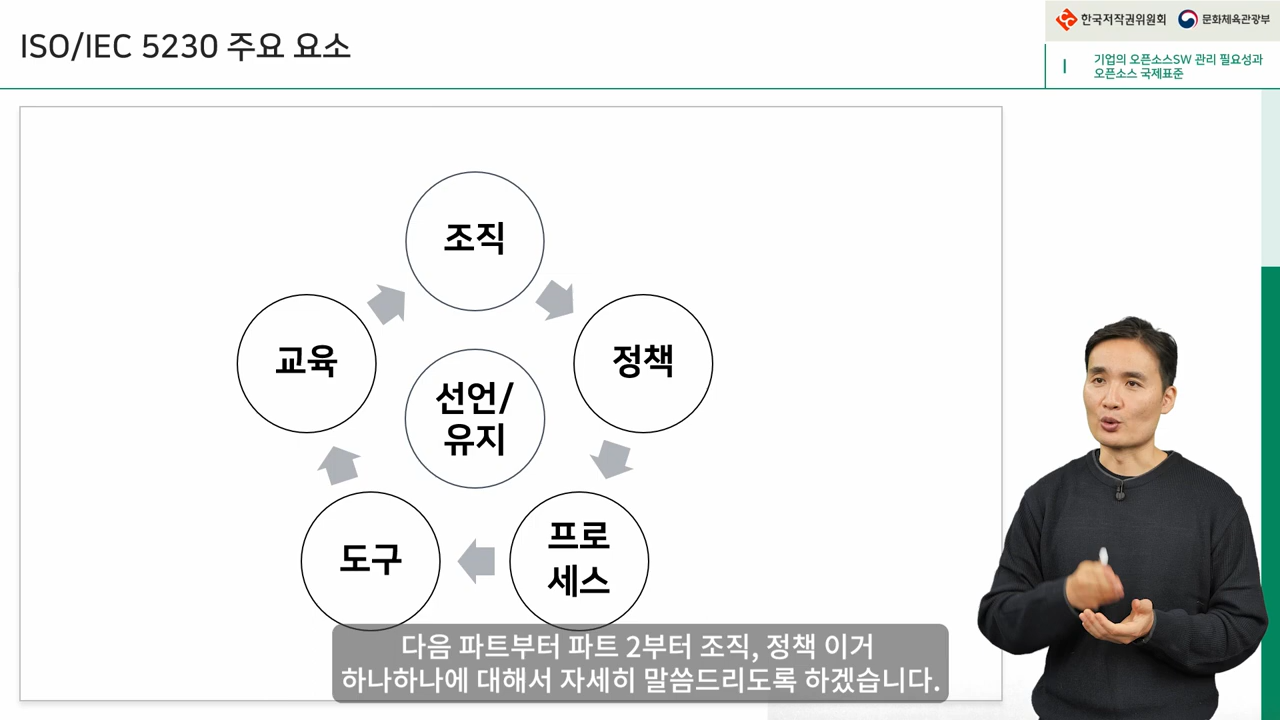 ISO/IEC 5230 주요 요소
한국저작권위원회
문화체육관광부
I
기업의 오픈소스SW 관리 필요성과
오픈소스 국제표준
조직
교육
정책
선언/
유지
도구
프로
세스
다음 파트부터 파트 2부터 조직, 정책 이거
하나하나에 대해서 자세히 말씀드리도록 하겠습니다.